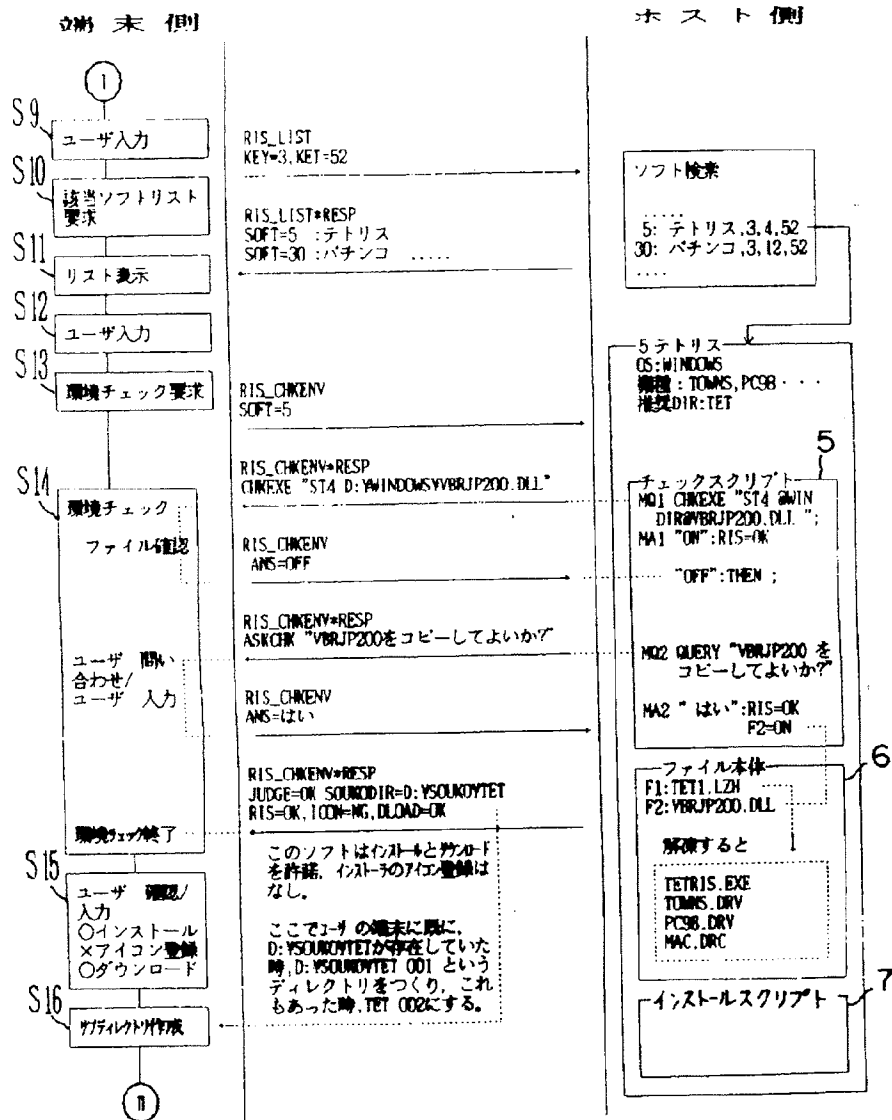 端 末 側
ホ ス ト 側
I
S9
ユーザ入力
RIS_LIST
KEY=3,KET=52
S10
該当ソフトリスト
要求
ソフト検索
.....
5: テトリス,3,4,52
30: パチンコ,3,12,52
....
RIS_LIST*RESP
SOFT=5 :テトリス
SOFT=30 :パチンコ .....
S11
リスト表示
S12
ユーザ入力
S13
環境チェック要求
RIS_CHKENV
SOFT=5
5テトリス
OS:WINDOWS
機種 : TOWNS,PC98・・・
推奨DIR:TET
5
S14
環境チェック
ファイル確認
RIS_CHKENV*RESP
CHKEXE "ST4 D:¥WINDOWS¥VBRJP200.DLL"
チェックスクリプト
MQ1 CHKEXE "ST4 @WIN
DIR@VBRJP200.DLL ";
MA1 "ON":RIS=OK
RIS_CHKENV
ANS=OFF
"OFF":THEN ;
RIS_CHKENV*RESP
ASKCHK "VBRJP200をコピーしてよいか?"
MQ2 QUERY "VBRJP200 を
コピーしてよいか?"
ユーザ 問い
合わせ/
ユーザ 入力
RIS_CHKENV
ANS=はい
MA2 " はい":RIS=OK
F2=ON
6
RIS_CHKENV*RESP
JUDGE=OK SOUKODIR=D:¥SOUKO¥TET
RIS=OK,ICON=NG,DLOAD=OK
環境チェック終了
ファイル本体
F1:TET1.LZH
F2:VBRJP200.DLL
解凍すると
TETRIS.EXE
TOWNS.DRV
PC98.DRV
MAC.DRC
このソフトはインストールとダウンロード
を許諾, インストーラのアイコン登録は
なし。
ここでユーザ の端末に既に,
D:¥SOUKO¥TETが存在していた
時,D:¥SOUKO¥TET 001 という
ディレクトリをつくり, これ
もあった時,TET 002にする。
S15
ユーザ 確認/
入力
○インストール
×アイコン登録
○ダウンロード
S16
サブディレクトリ作成
7
インストールスクリプト
II